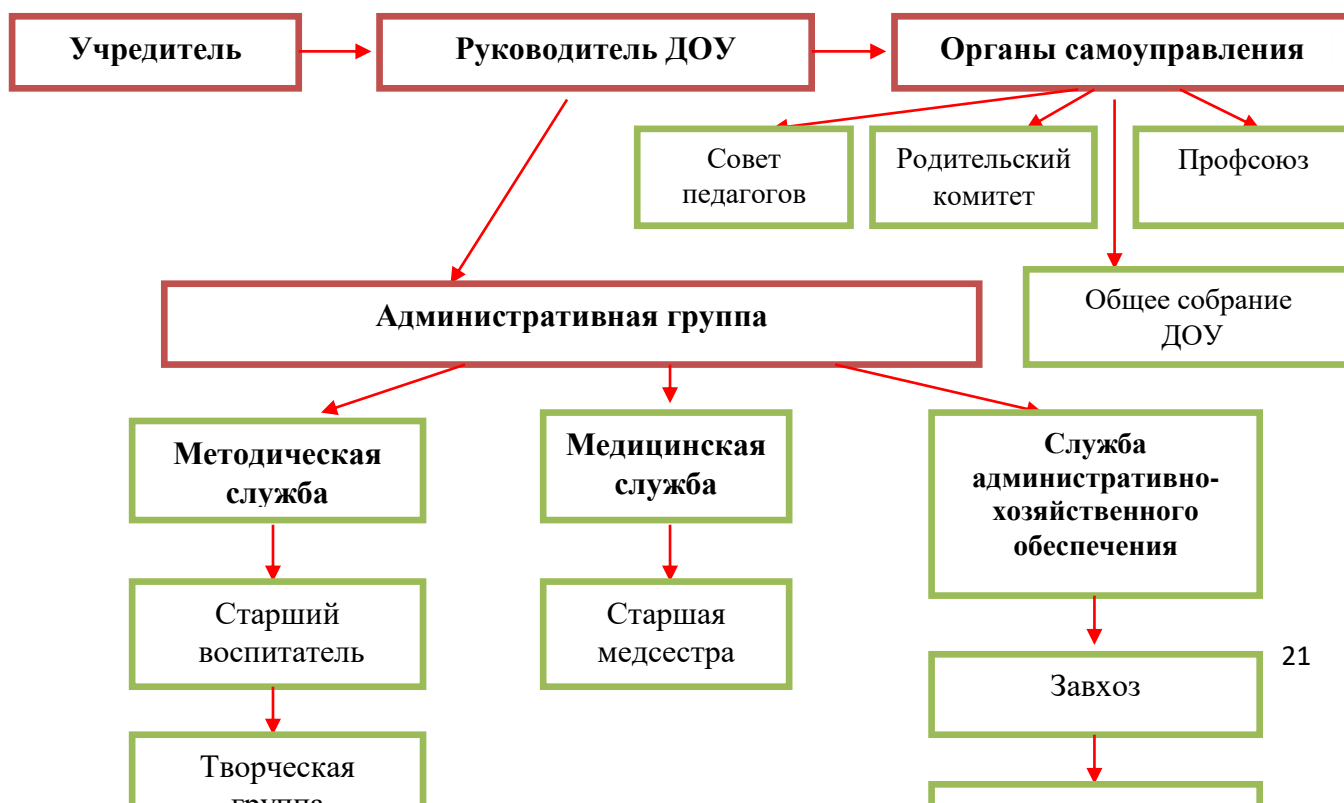 Учредитель
Руководитель ДОУ
Органы самоуправления
Совет
педагогов
Родительский
комитет
Профсоюз
Общее собрание
ДОУ
Административная группа
Методическая
служба
Медицинская
служба
Служба
административно-
хозяйственного
обеспечения
Старший
воспитатель
Старшая
медсестра
Завхоз
21
Творческая
группа